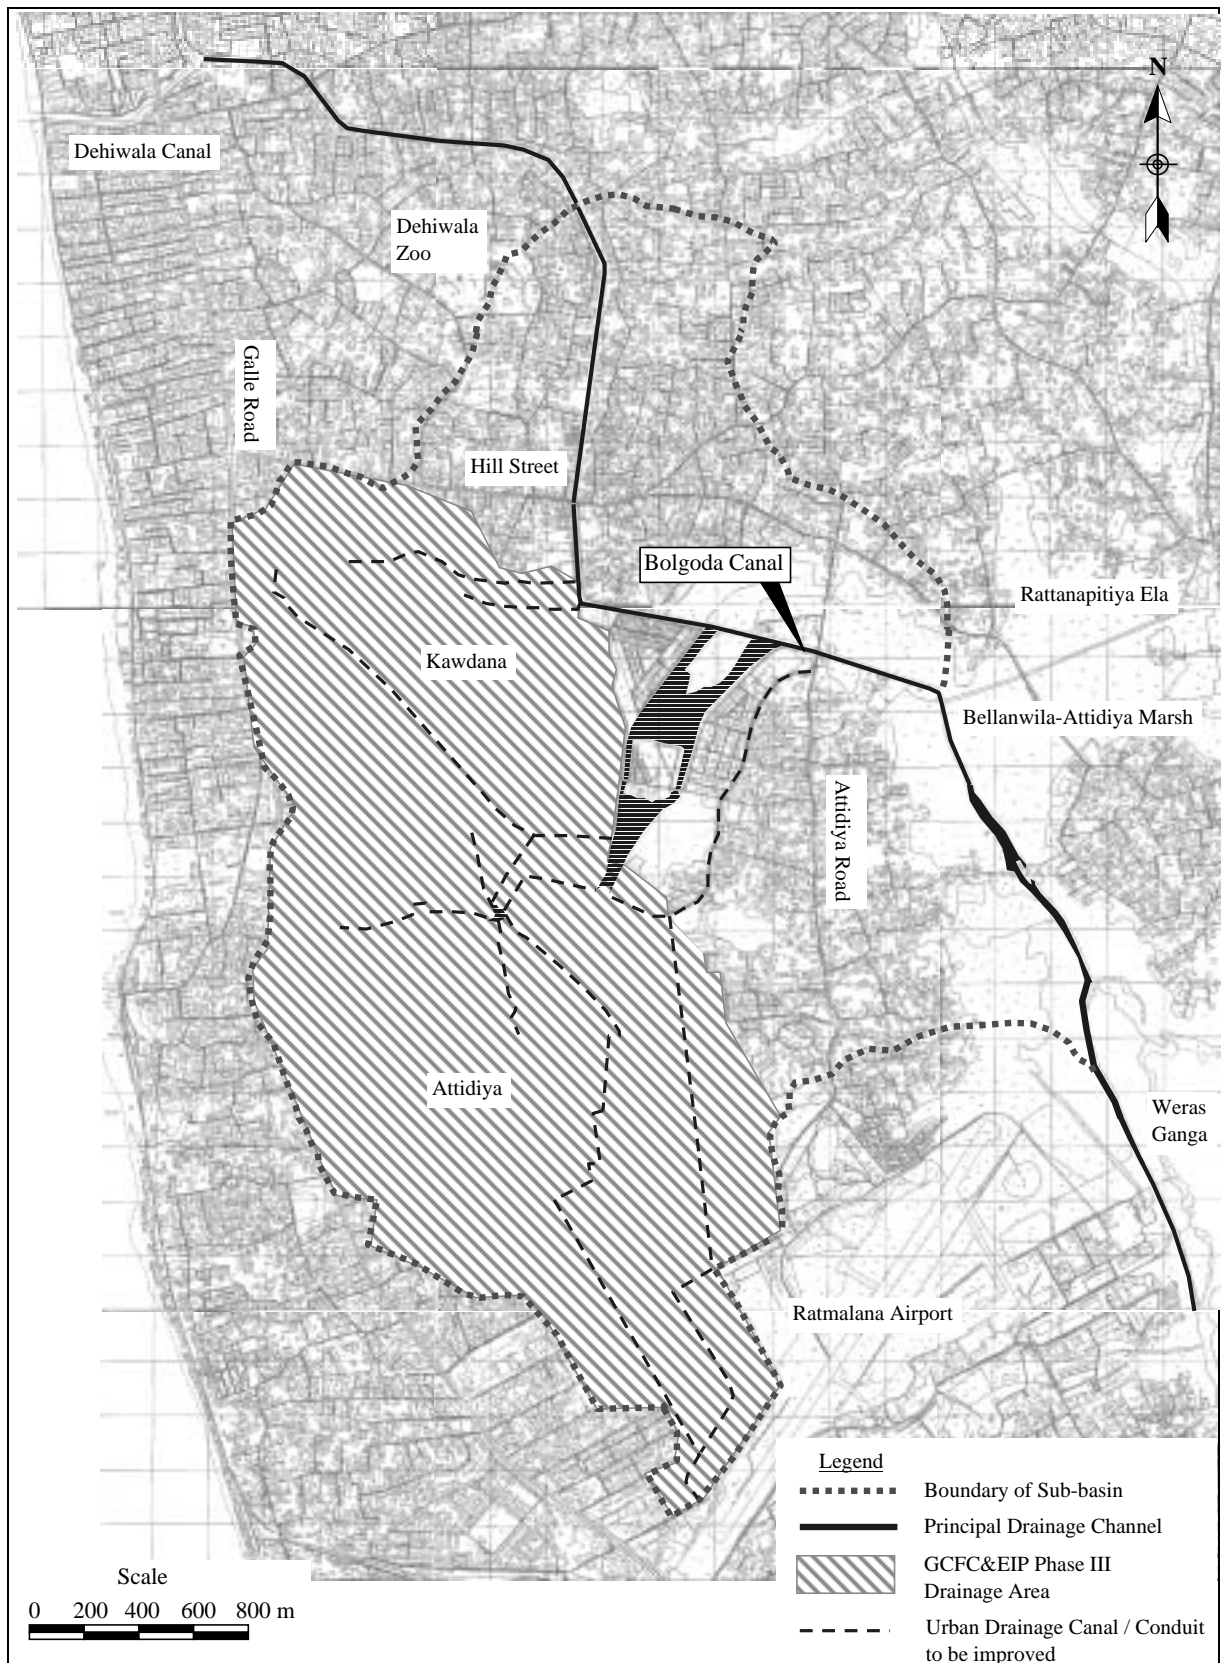 N
Dehiwala Canal
Dehiwala
Zoo
Galle Road
Hill Street
Bolgoda Canal
Rattanapitiya Ela
Kawdana
Bellanwila-Attidiya Marsh
Attidiya Road
Attidiya
Weras
Ganga
Ratmalana Airport
Legend
Boundary of Sub-basin
Principal Drainage Channel
GCFC&EIP Phase III
Drainage Area
Urban Drainage Canal / Conduit
to be improved
Scale
0 200 400 600 800 m